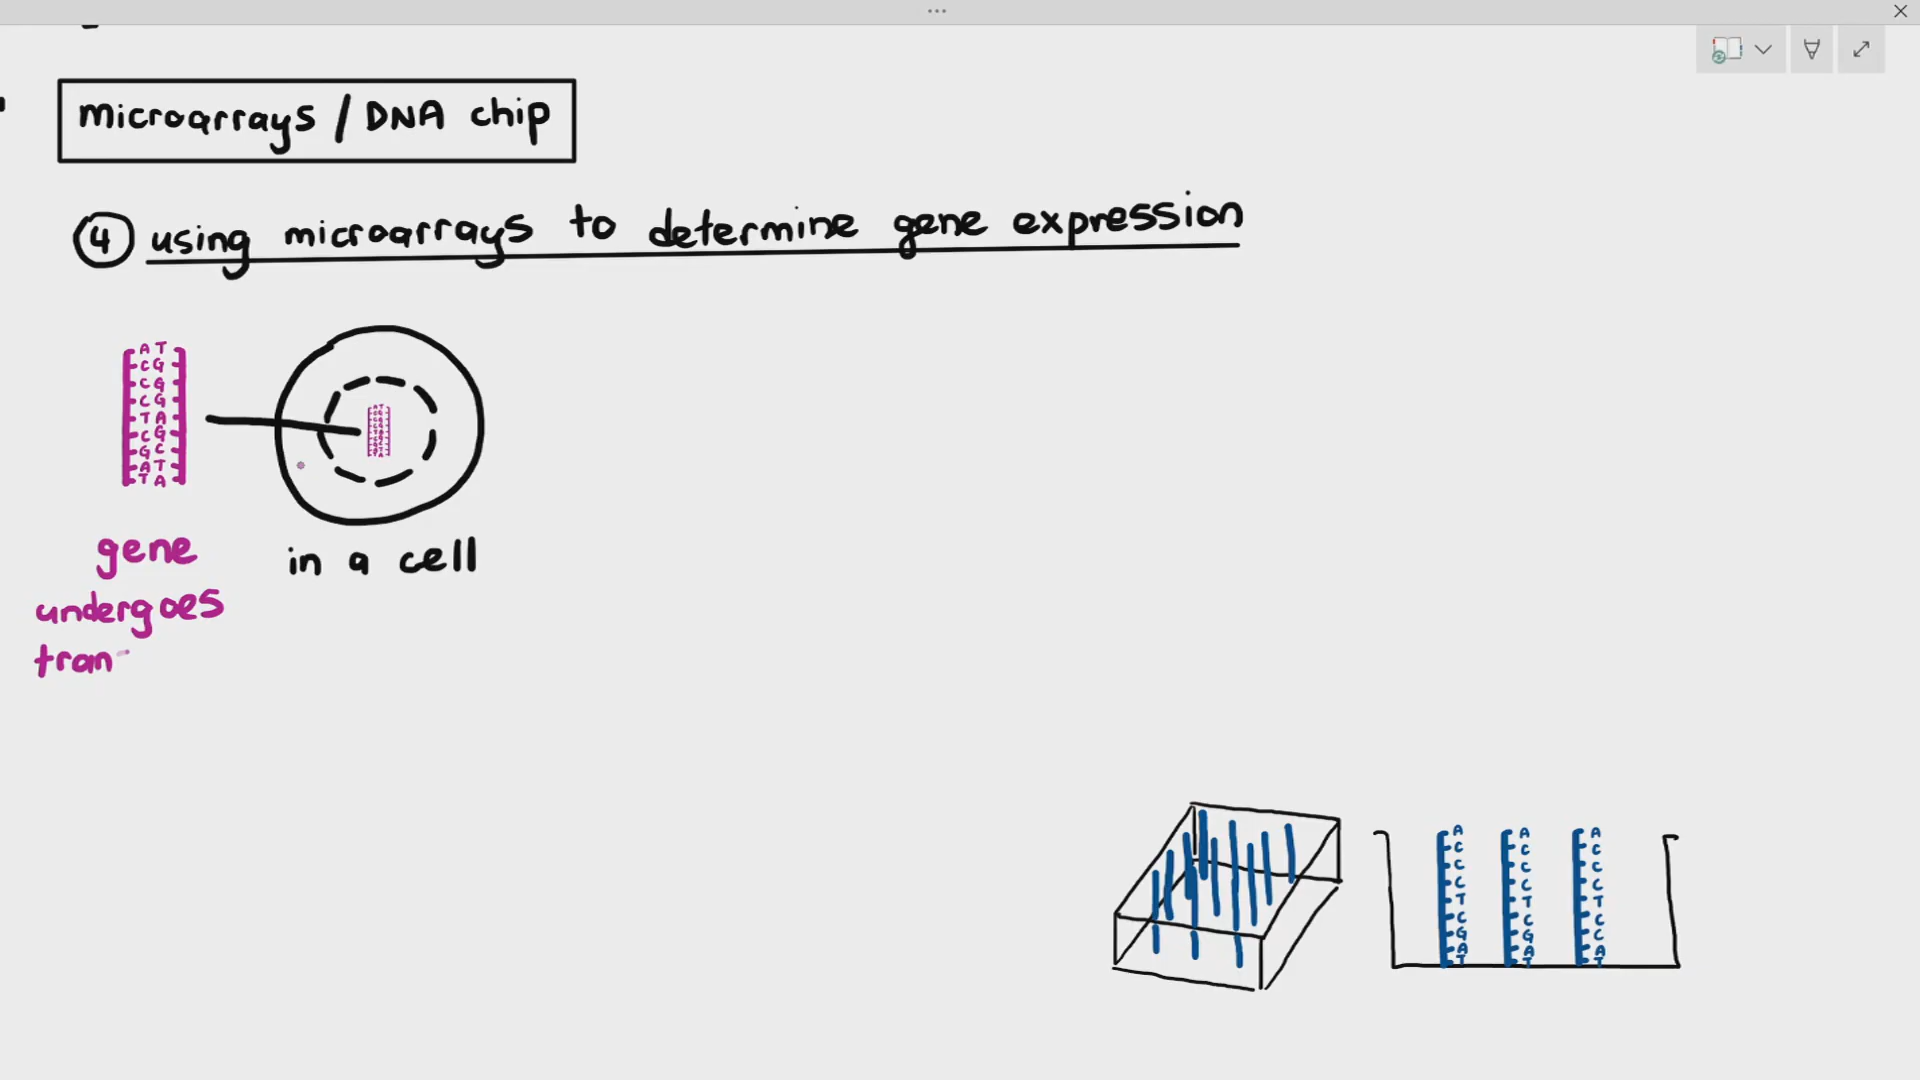 microarrays / DNA chip
4 using microarrays to determine gene expression
A T
C G
C G
C G
T A
C G
G C
A T
T A
gene
undergoes
tran
in a cell
A A A
C C C
C C C
C C C
T T T
C C C
G G C
A A A
T T T